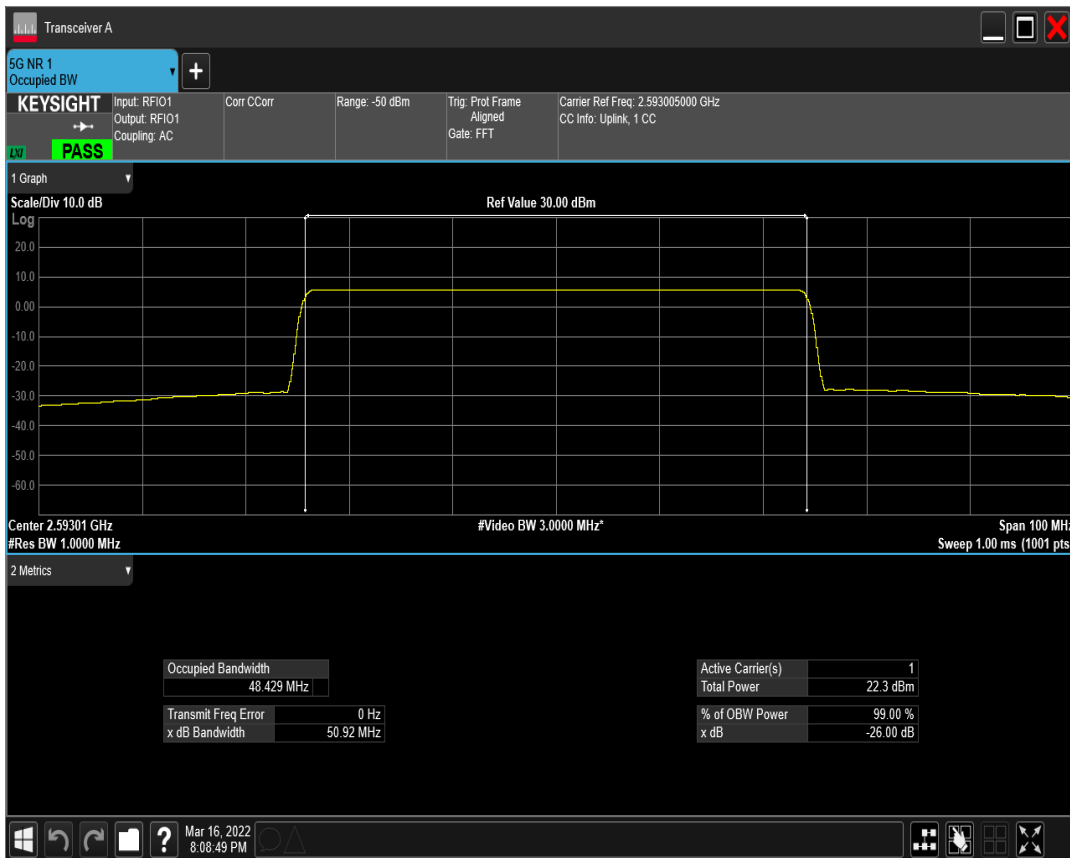 Transceiver A
5G NR 1
Occupied BW
KEYSIGHT
LXI
PASS
Input: RFIO1
Output: RFIO1
Coupling: AC
Corr CCorr
Range: -50 dBm
Trig: Prot Frame
Aligned
Gate: FFT
Carrier Ref Freq: 2.593005000 GHz
CC Info: Uplink, 1 CC
1 Graph
Scale/Div 10.0 dB
Ref Value 30.00 dBm
Log
20.0
10.0
0.00
-10.0
-20.0
-30.0
-40.0
-50.0
-60.0
Center 2.59301 GHz
#Video BW 3.0000 MHz*
Span 100 MHz
#Res BW 1.0000 MHz
Sweep 1.00 ms (1001 pts
2 Metrics
Occupied Bandwidth
48.429 MHz
Transmit Freq Error 0 Hz
x dB Bandwidth 50.92 MHz
Active Carrier(s) 1
Total Power 22.3 dBm
% of OBW Power 99.00 %
x dB -26.00 dB
?
Mar 16, 2022
8:08:49 PM